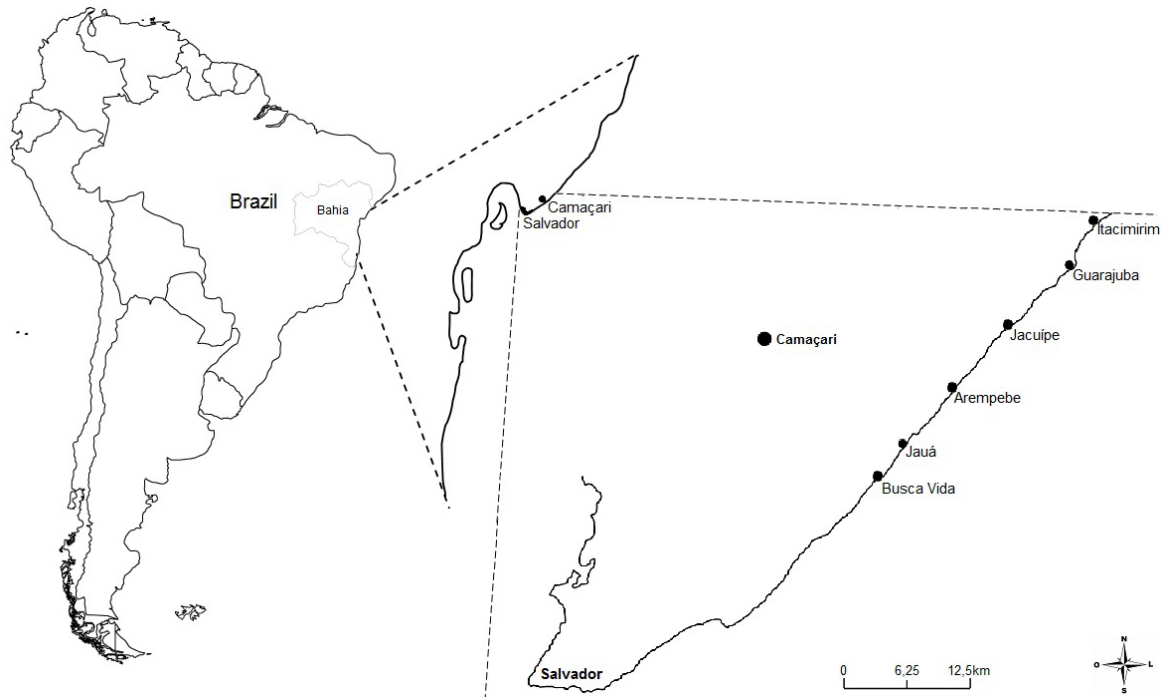 Brazil
Bahia
Camaçari
Salvador
Itacimirim
Guarajuba
Jacuípe
Camaçari
Arempebe
Jauá
Busca Vida
Salvador
0 6,25 12,5km
N
O L
S